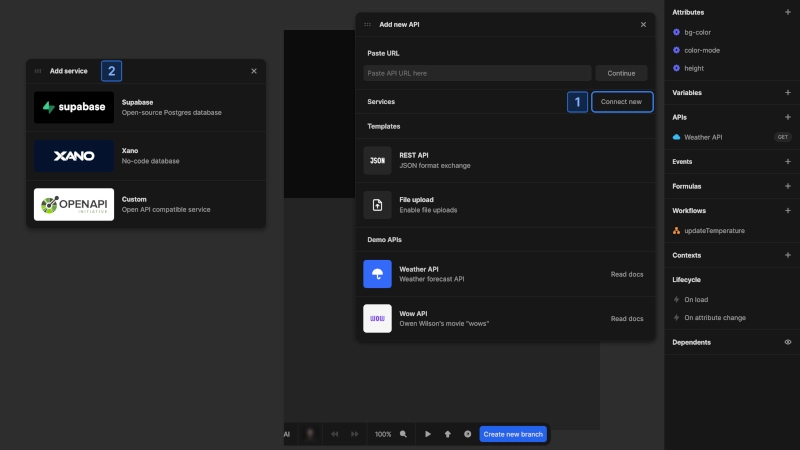 Add new API
Paste URL
Paste API URL here
Continue
Services
1
Connect new
Templates
JSON
REST API
JSON format exchange
File upload
Enable file uploads
Demo APIs
Weather API
Weather forecast API
Read docs
WOW
Wow API
Owen Wilson's movie "wows"
Read docs
Add service
2
supabase
Supabase
Open-source Postgres database
XANO
Xano
No-code database
OPENAPI
INITIATIVE
Custom
Open API compatible service
Attributes
bg-color
color-mode
height
Variables
APIs
Weather API
GET
Events
Formulas
Workflows
updateTemperature
Contexts
Lifecycle
On load
On attribute change
Dependents
AI
100%
Create new branch